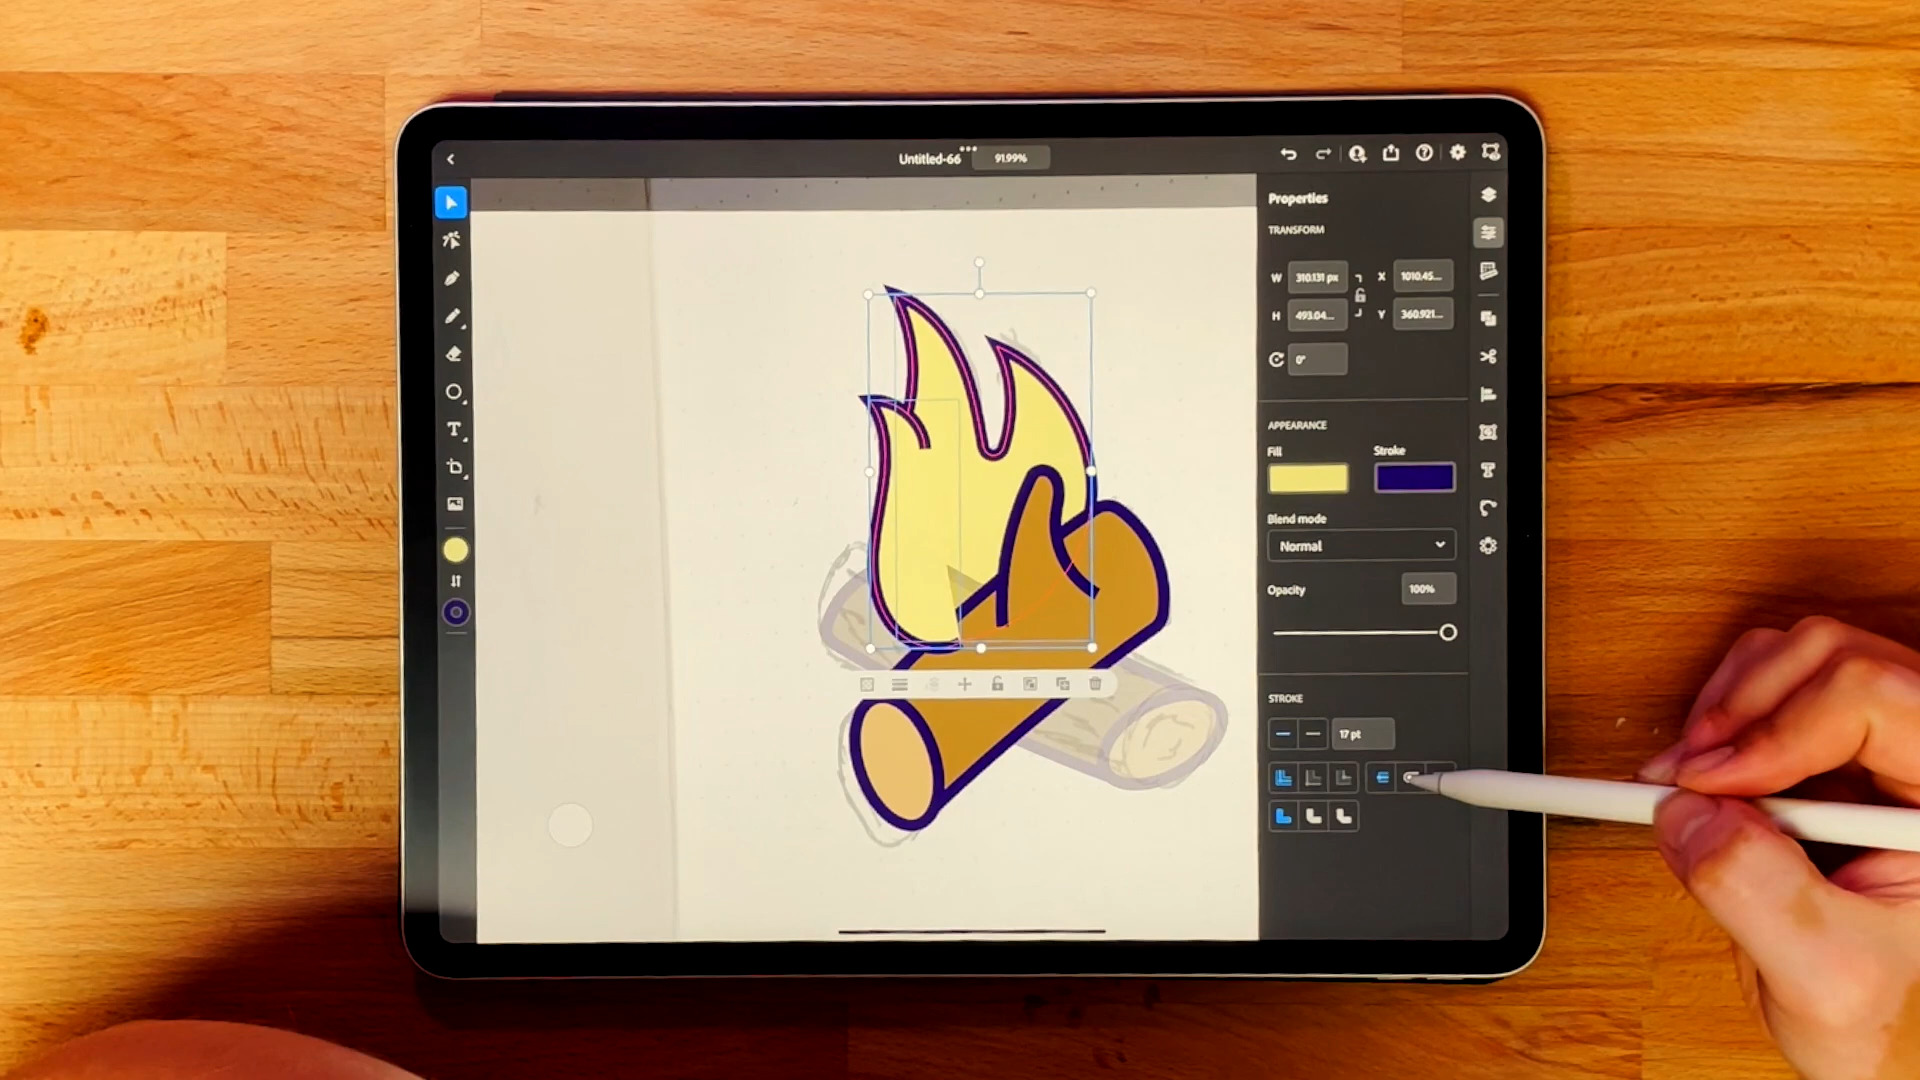 Untitled-66 91.99%
Properties
TRANSFORM
W 310.131 px X 1010.45...
H 493.04... Y 360.921...
0°
APPEARANCE
Fill Stroke
Blend mode
Normal
Opacity 100%
STROKE
17 pt